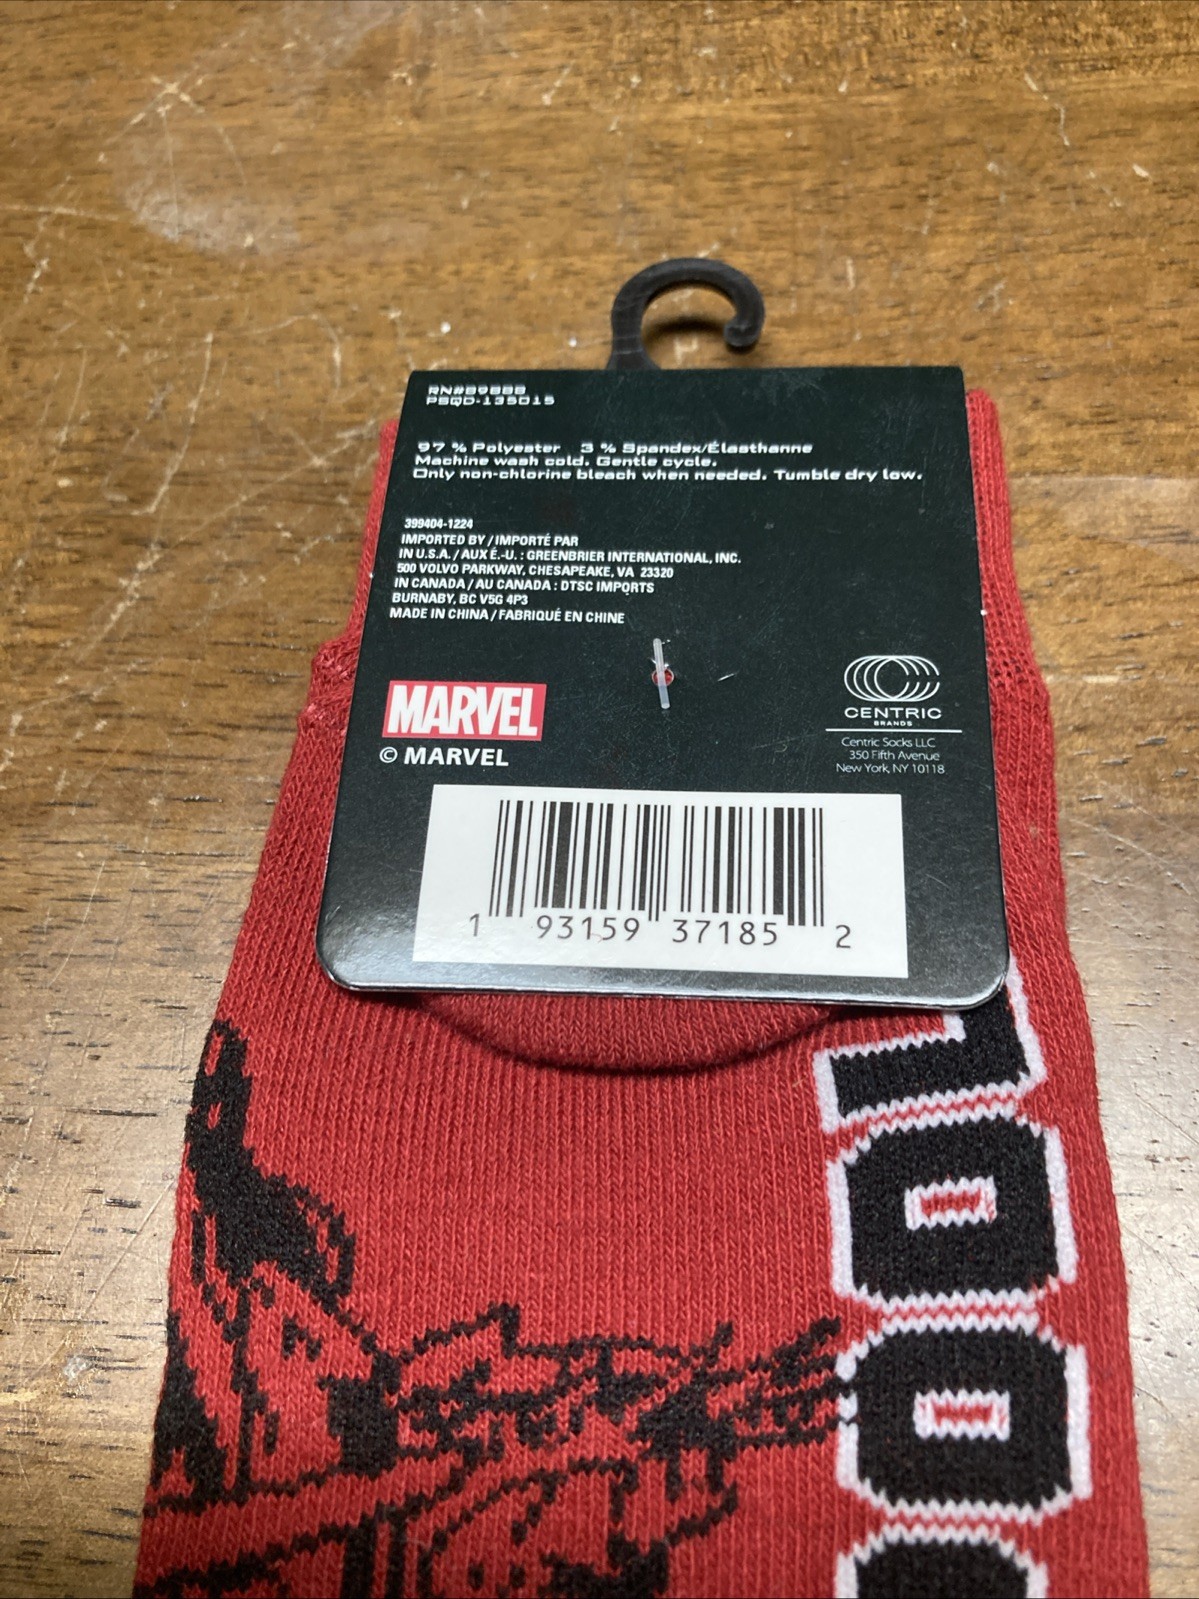 RN#89888
PSQD-135015
97 % Polyester 3 % Spandex/Élasthanne
Machine wash cold. Gentle cycle.
Only non-chlorine bleach when needed. Tumble dry low.
399404-1224
IMPORTED BY / IMPORTÉ PAR
IN U.S.A. / AUX É.-U. : GREENBRIER INTERNATIONAL, INC.
500 VOLVO PARKWAY, CHESAPEAKE, VA 23320
IN CANADA / AU CANADA : DTSC IMPORTS
BURNABY, BC V5G 4P3
MADE IN CHINA / FABRIQUÉ EN CHINE
MARVEL
© MARVEL
CENTRIC
BRANDS
Centric Socks LLC
350 Fifth Avenue
New York, NY 10118
1 93159 37185 2
OOL